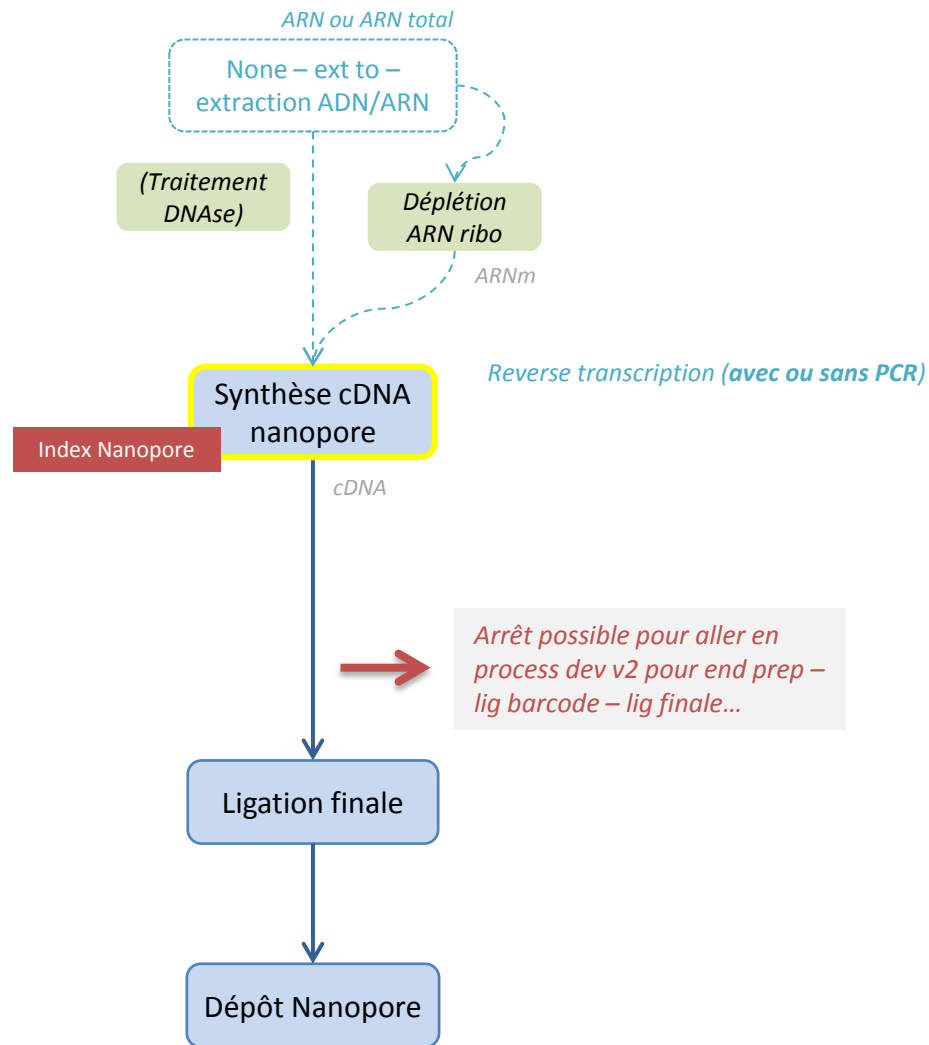 ARN ou ARN total
None – ext to –
extraction ADN/ARN
(Traitement
DNAse)
Déplétion
ARN ribo
ARNm
Synthèse cDNA
nanopore
Reverse transcription (avec ou sans PCR)
Index Nanopore
cDNA
Arrêt possible pour aller en
process dev v2 pour end prep –
lig barcode – lig finale…
Ligation finale
Dépôt Nanopore